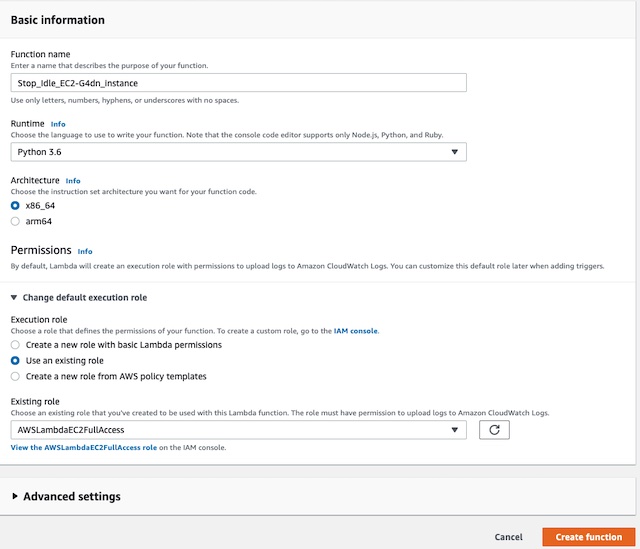 Basic information
Function name
Enter a name that describes the purpose of your function.
Stop_Idle_EC2-G4dn_instance
Use only letters, numbers, hyphens, or underscores with no spaces.
Runtime Info
Choose the language to use to write your function. Note that the console code editor supports only Node.js, Python, and Ruby.
Python 3.6
Architecture Info
Choose the instruction set architecture you want for your function code.
x86_64
arm64
Permissions Info
By default, Lambda will create an execution role with permissions to upload logs to Amazon CloudWatch Logs. You can customize this default role later when adding triggers.
Change default execution role
Execution role
Choose a role that defines the permissions of your function. To create a custom role, go to the IAM console.
Create a new role with basic Lambda permissions
Use an existing role
Create a new role from AWS policy templates
Existing role
Choose an existing role that you've created to be used with this Lambda function. The role must have permission to upload logs to Amazon CloudWatch Logs.
AWSLambdaEC2FullAccess
View the AWSLambdaEC2FullAccess role on the IAM console.
Advanced settings
Cancel Create function